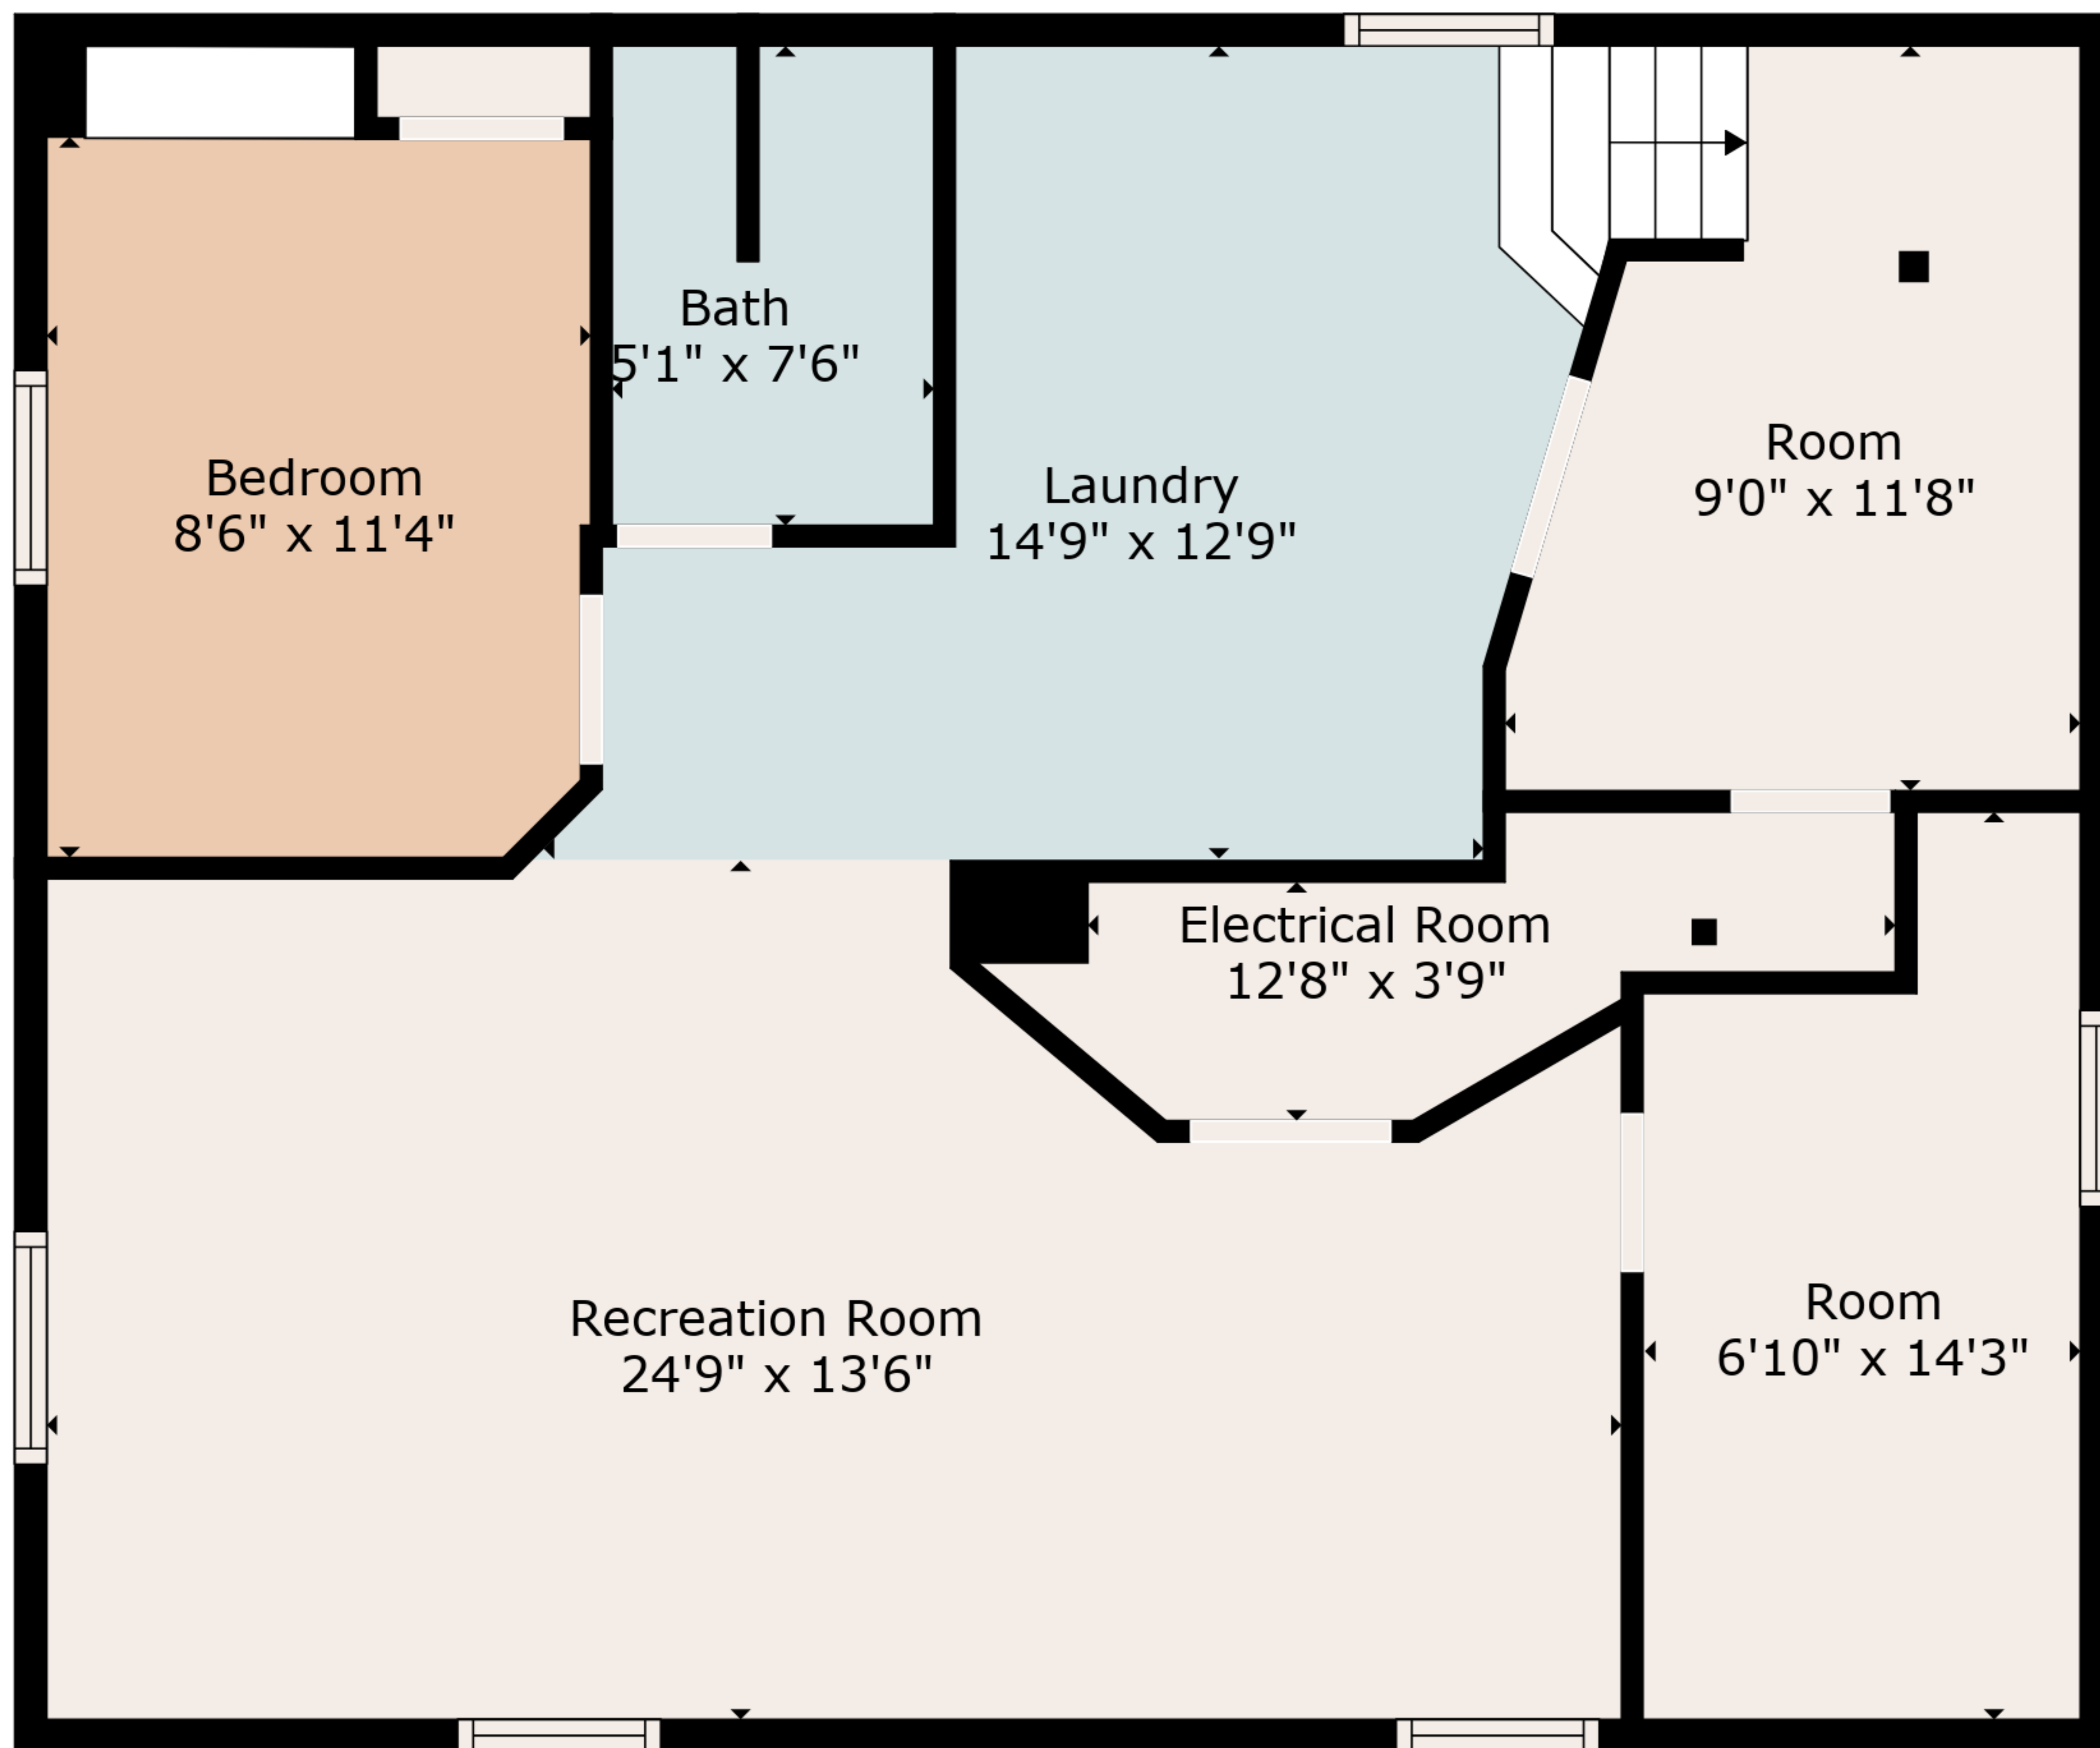 Bath
5'1" x 7'6"
Bedroom
8'6" x 11'4"
Laundry
14'9" x 12'9"
Room
9'0" x 11'8"
Electrical Room
12'8" x 3'9"
Recreation Room
24'9" x 13'6"
Room
6'10" x 14'3"